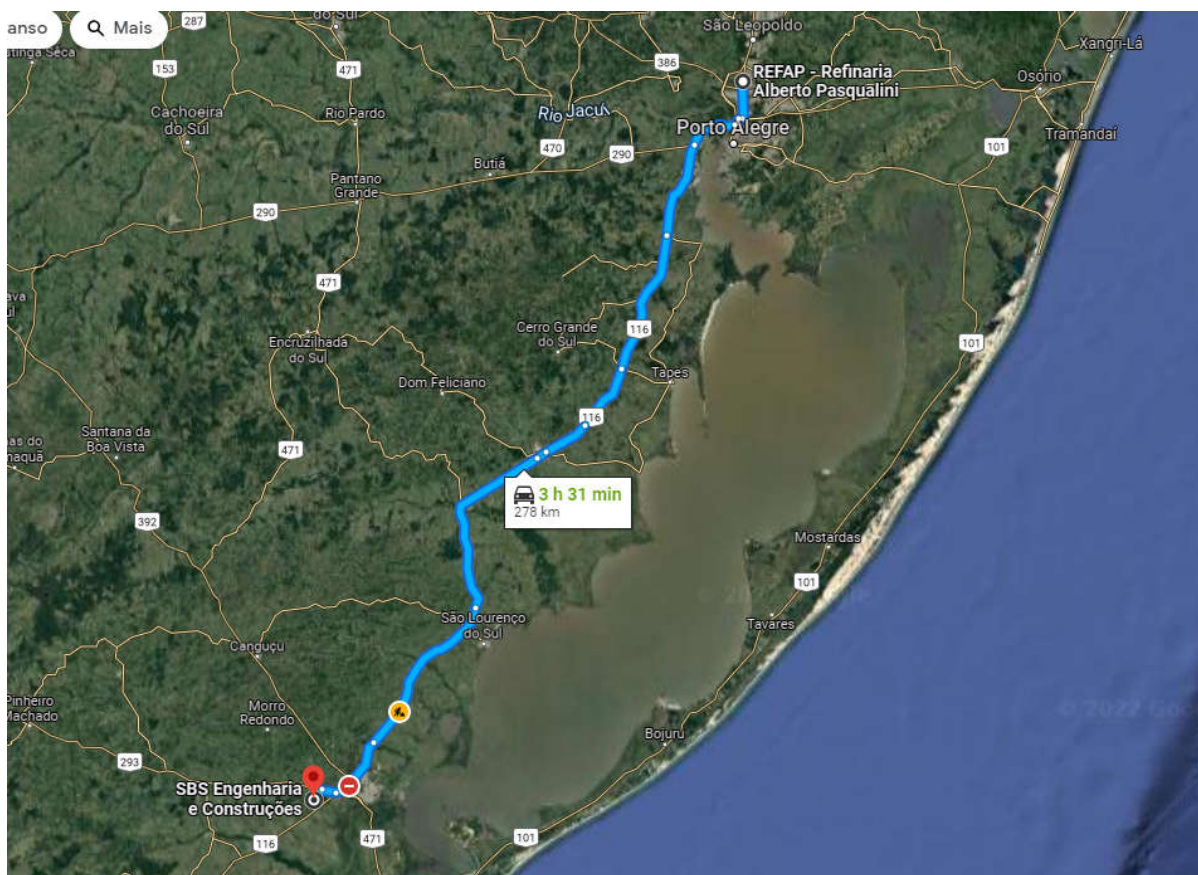 anso
Mais
do Sul
287
São Leopoldo
Xangri-Lá
153
471
386
REFAP - Refinaria
Alberto Pasqualini
Osório
Cachoeira
do Sul
Rio Pardo
Rio Jacuí
Porto Alegre
Tramandaí
470
290
101
Butiá
Pantano
Grande
290
471
116
Cerro Grande
do Sul
101
Encruzilhada
do Sul
Tapes
Dom Feliciano
116
Santana da
Boa Vista
471
3 h 31 min
278 km
392
Mostardas
101
São Lourenço
do Sul
Tavares
Canguçu
Pinheiro
Machado
Morro
Redondo
© 2022
Bojuru
293
SBS Engenharia
e Construções
116
471
101